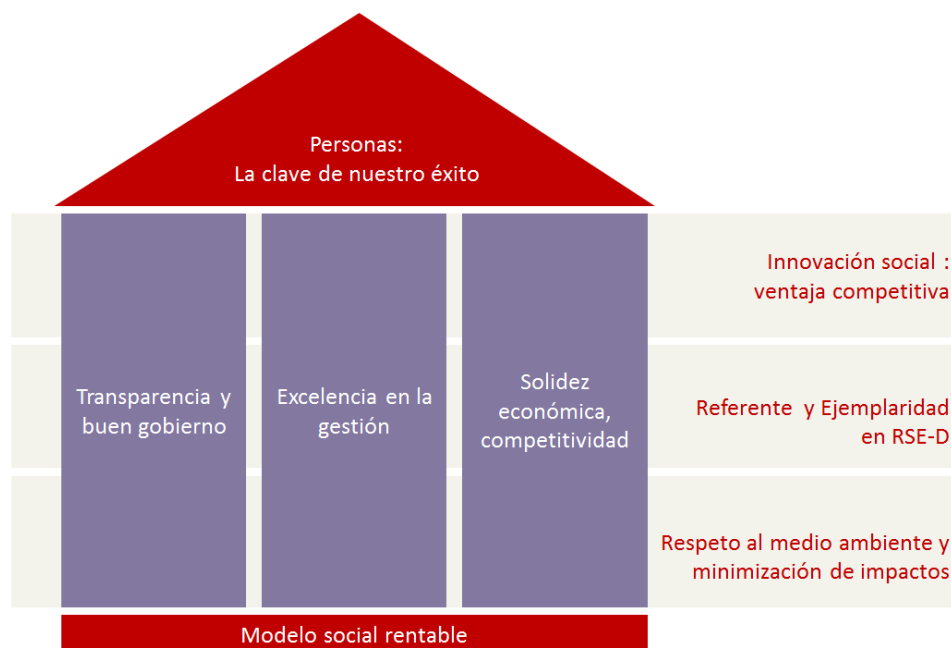 Personas:
La clave de nuestro éxito
Innovación social :
ventaja competitiva
Transparencia y
buen gobierno
Excelencia en la
gestión
Solidez
económica,
competitividad
Referente y Ejemplaridad
en RSE-D
Respeto al medio ambiente y
minimización de impactos
Modelo social rentable